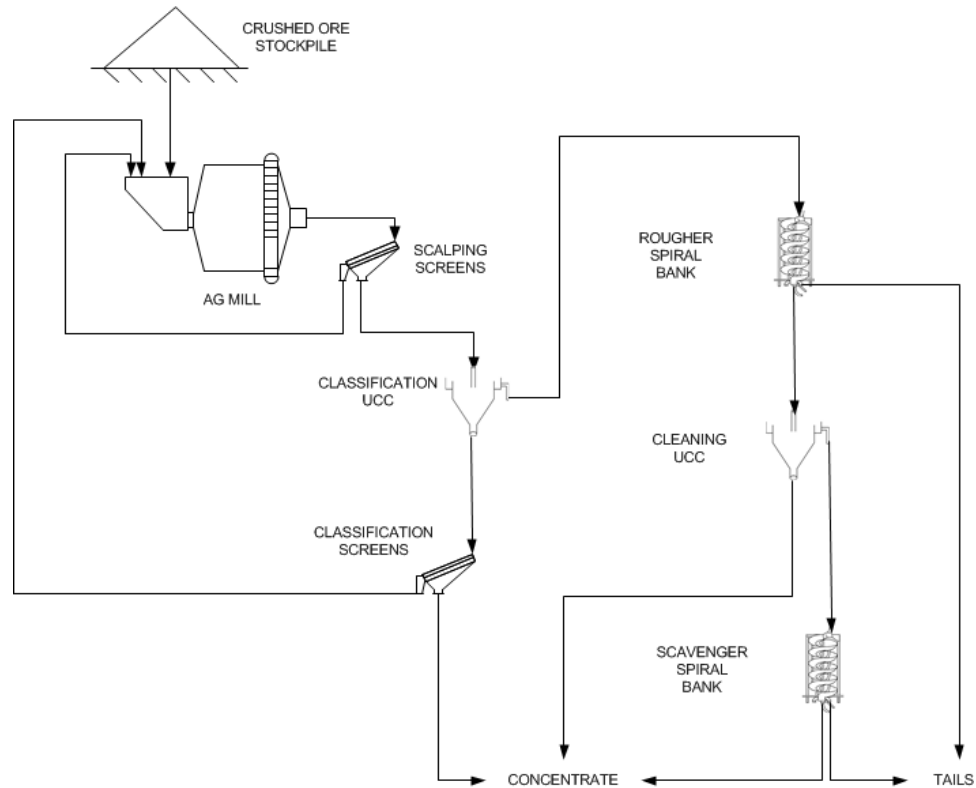 CRUSHED ORE
STOCKPILE
AG MILL
SCALPING
SCREENS
CLASSIFICATION
UCC
CLASSIFICATION
SCREENS
ROUGHER
SPIRAL
BANK
CLEANING
UCC
SCAVENGER
SPIRAL
BANK
CONCENTRATE
TAILS